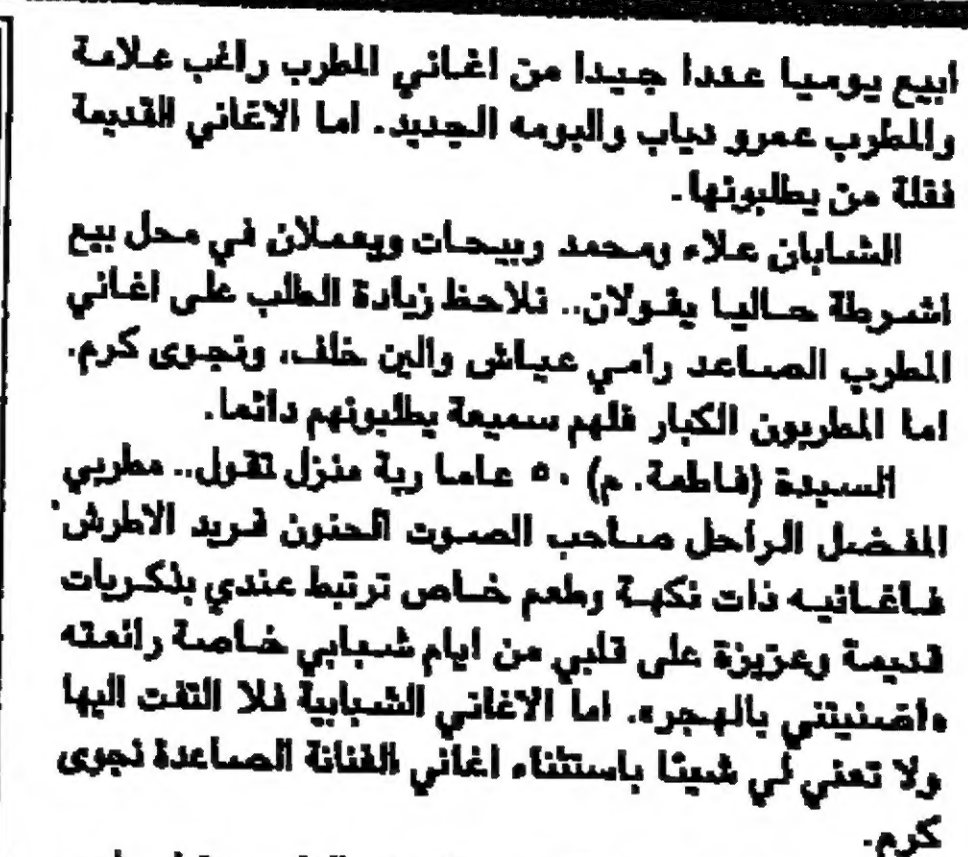 ابيع يوميا عددا جيدا من اغاني المطرب راغب علامة
والمطرب عمرو دياب والبومه الجديد. اما الاغاني القديمة
فقلة من يطلبونها.
الشابان علاء ومحمد ربيحات ويعملان في محل بيع
اشرطة حاليا يقولان.. نلاحظ زيادة الطلب على اغاني
المطرب الصاعد رامي عياش والين خلف، ونجوى كرم.
اما المطربون الكبار فلهم سميعة يطلبونهم دائما.
السيدة (فاطمة. م) ٥٠ عاما ربة منزل تقول.. مطربي
المفضل الراحل صاحب الصوت الحنون فريد الاطرش
فاغانيه ذات نكهة وطعم خاص ترتبط عندي بذكريات
قديمة وعزيزة على قلبي من ايام شبابي خاصة رائعته
«اضنيتني بالهجر». اما الاغاني الشبابية فلا التفت اليها
ولا تعني لي شيئا باستثناء اغاني الفنانة الصاعدة نجوى
كرم.